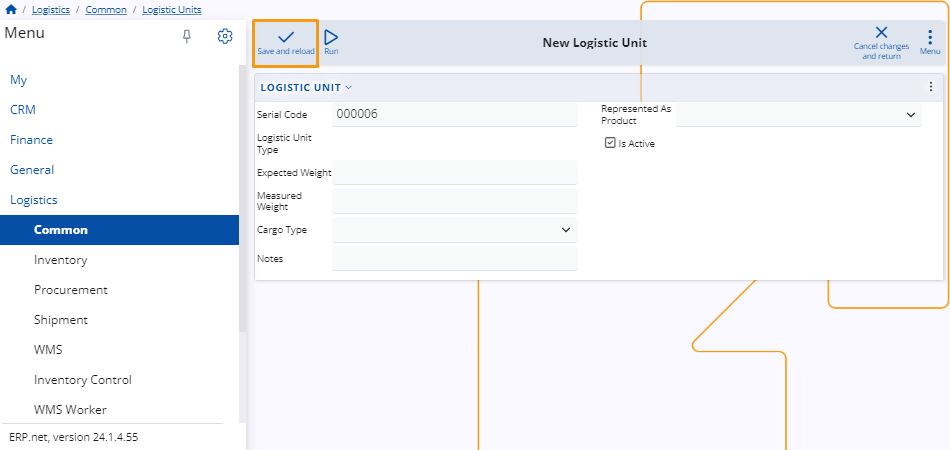 / Logistics / Common / Logistic Units
Menu
My
CRM
Finance
General
Logistics
Common
Inventory
Procurement
Shipment
WMS
Inventory Control
WMS Worker
ERP.net, version 24.1.4.55
Save and reload
Run
New Logistic Unit
Cancel changes
and return
Menu
LOGISTIC UNIT
Serial Code 000006
Logistic Unit
Type
Expected Weight
Measured
Weight
Cargo Type
Notes
Represented As
Product
Is Active